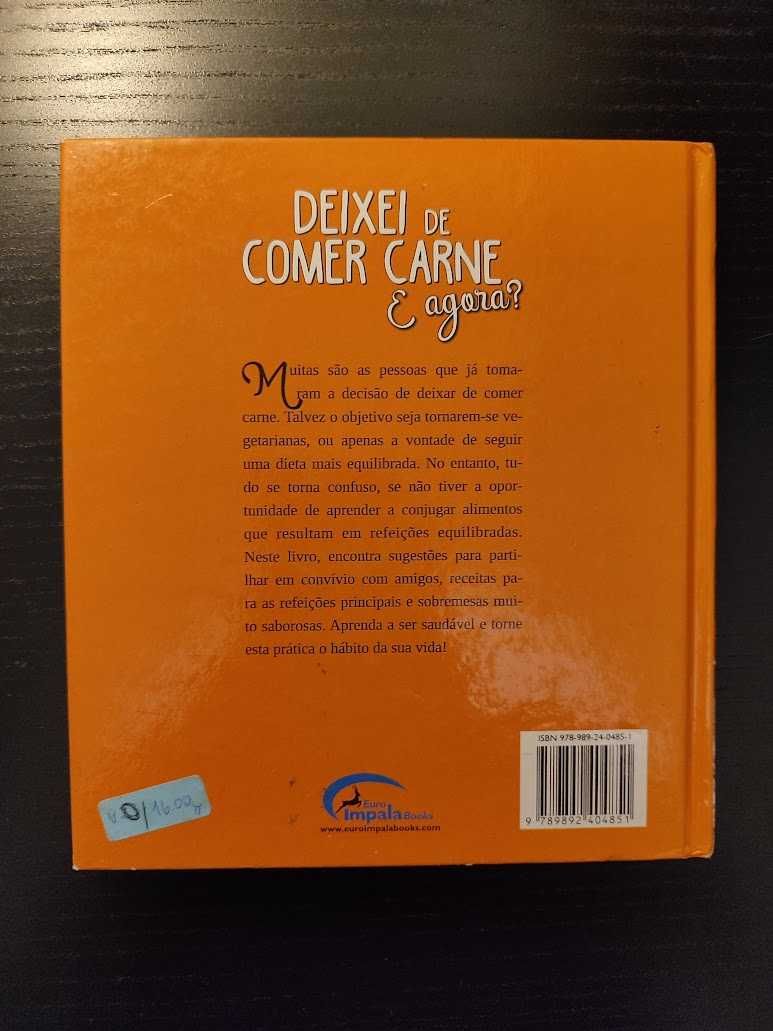 DEIXEI DE
COMER CARNE
E agora?
Muitas são as pessoas que já toma-
ram a decisão de deixar de comer
carne. Talvez o objetivo seja tornarem-se ve-
getarianas, ou apenas a vontade de seguir
uma dieta mais equilibrada. No entanto, tu-
do se torna confuso, se não tiver a opor-
tunidade de aprender a conjugar alimentos
que resultam em refeições equilibradas.
Neste livro, encontra sugestões para parti-
lhar em convívio com amigos, receitas pa-
ra as refeições principais e sobremesas mui-
to saborosas. Aprenda a ser saudável e torne
esta prática o hábito da sua vida!
ISBN 978-989-24-0485-1
9 789892 404851
16.00
Euro
Impala Books
www.euroimpalabooks.com